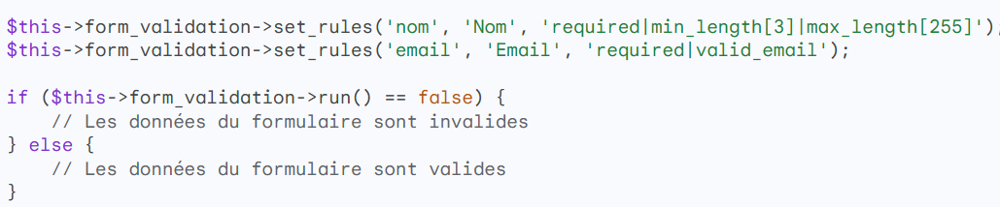 $this->form_validation->set_rules('nom', 'Nom', 'required|min_length[3]|max_length[255]');
$this->form_validation->set_rules('email', 'Email', 'required|valid_email');

if ($this->form_validation->run() == false) {
    // Les données du formulaire sont invalides
} else {
    // Les données du formulaire sont valides
}